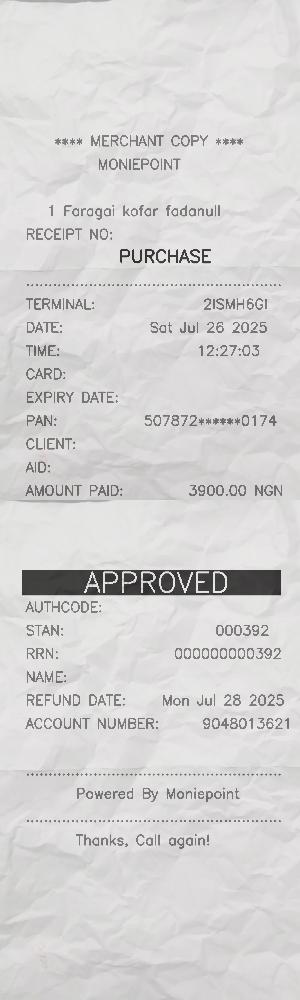 **** MERCHANT COPY ****
MONIEPOINT
1 Faragai kofar fadanull
RECEIPT NO:
PURCHASE
TERMINAL: 2ISMH6GI
DATE: Sat Jul 26 2025
TIME: 12:27:03
CARD:
EXPIRY DATE:
PAN: 507872******0174
CLIENT:
AID:
AMOUNT PAID: 3900.00 NGN
APPROVED
AUTHCODE:
STAN: 000392
RRN: 000000000392
NAME:
REFUND DATE: Mon Jul 28 2025
ACCOUNT NUMBER: 9048013621
Powered By Moniepoint
Thanks, Call again!